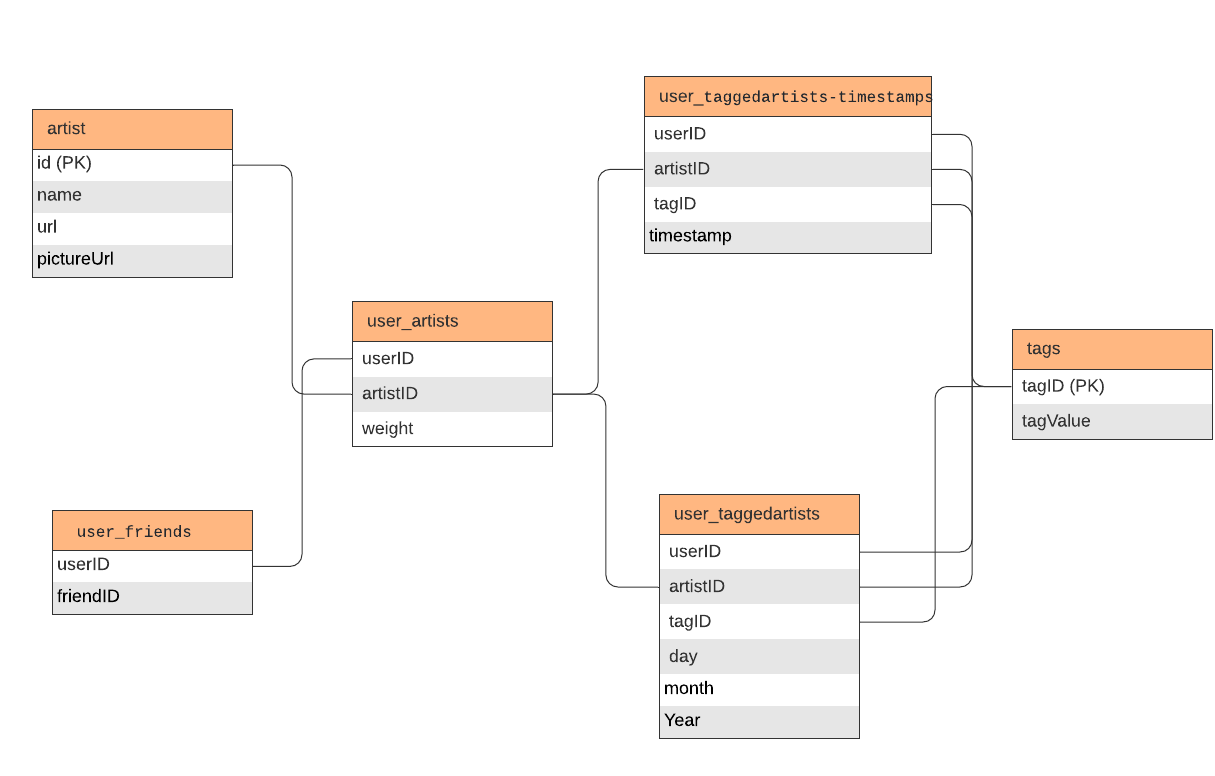 artist
id (PK)
name
url
pictureUrl
user_friends
userID
friendID
user_artists
userID
artistID
weight
user_taggedartists-timestamps
userID
artistID
tagID
timestamp
user_taggedartists
userID
artistID
tagID
day
month
Year
tags
tagID (PK)
tagValue